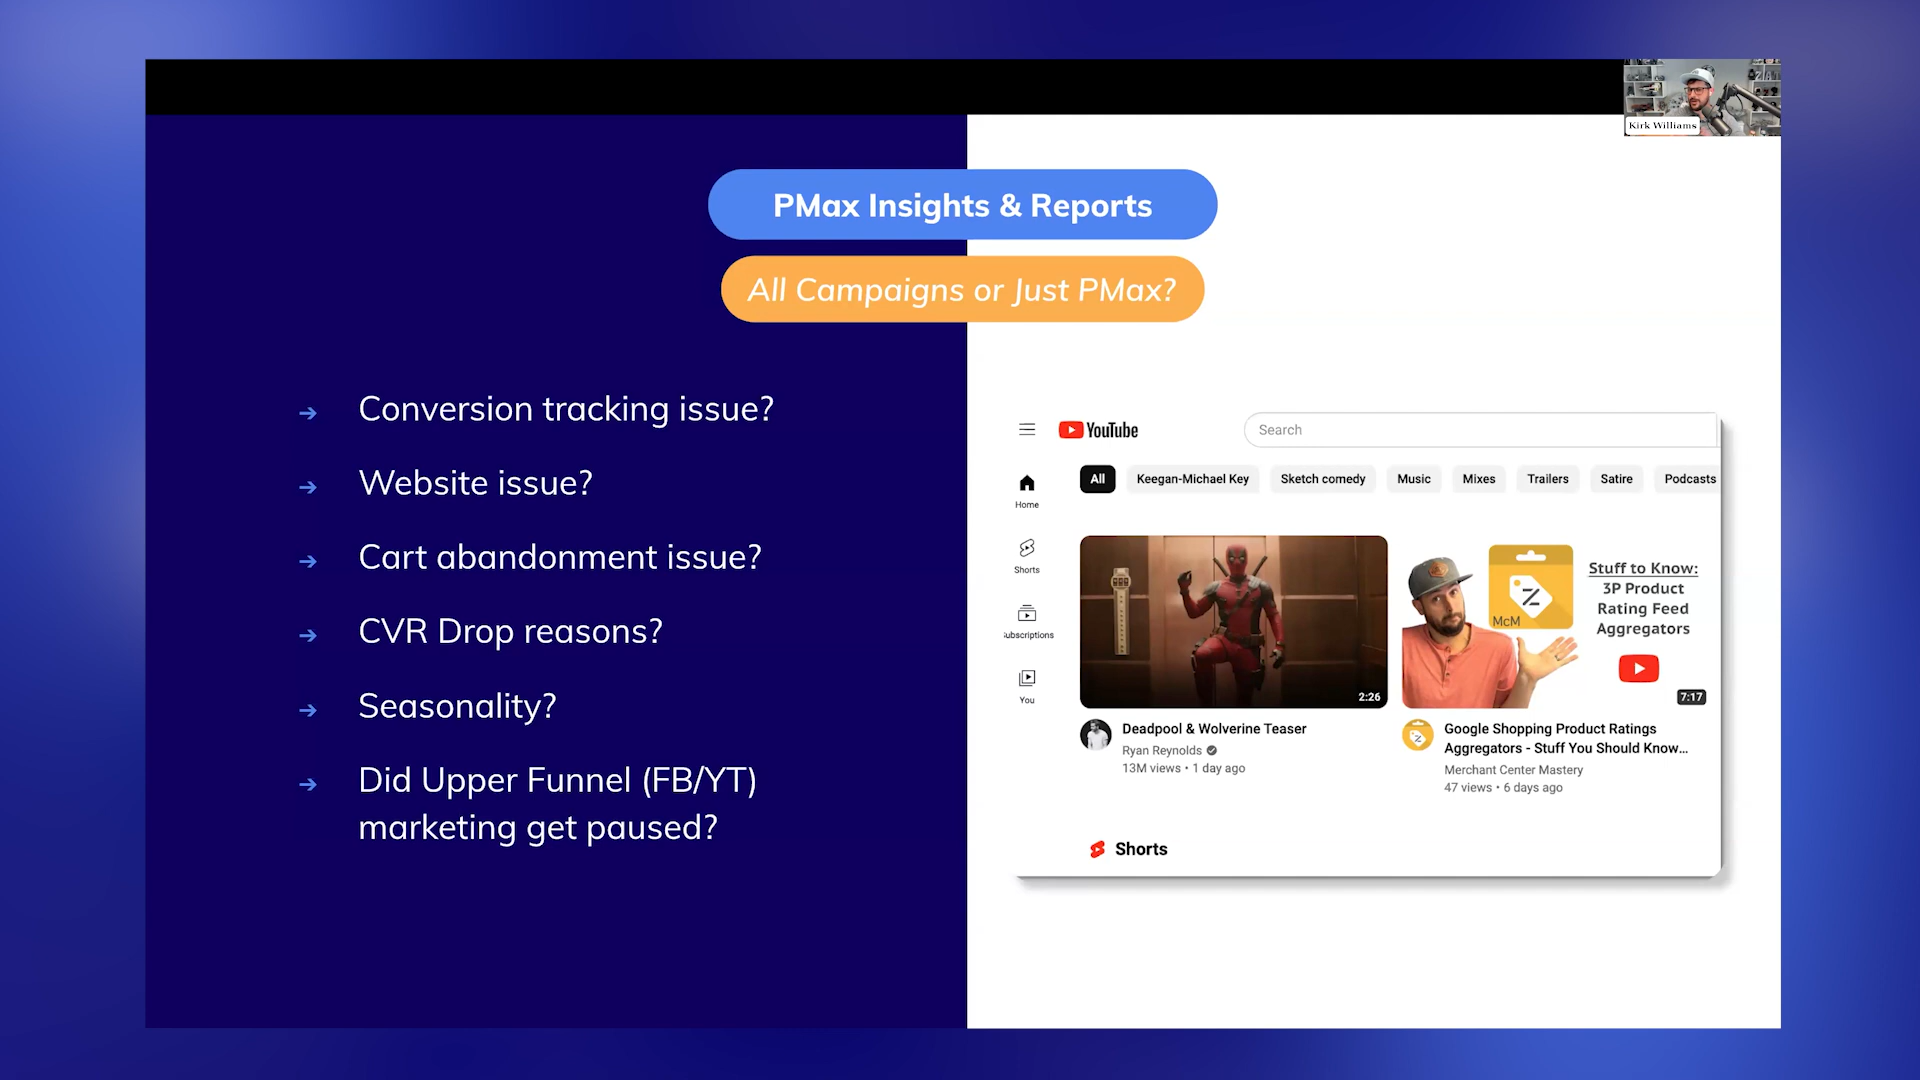 Kirk Williams
PMax Insights & Reports
All Campaigns or Just PMax?
Conversion tracking issue?
Website issue?
Cart abandonment issue?
CVR Drop reasons?
Seasonality?
Did Upper Funnel (FB/YT)
marketing get paused?
YouTube
Search
All
Keegan-Michael Key
Sketch comedy
Music
Mixes
Trailers
Satire
Podcasts
Home
Shorts
ubscriptions
You
2:26
Stuff to Know:
3P Product
Rating Feed
Aggregators
McM
7:17
Deadpool & Wolverine Teaser
Ryan Reynolds
13M views • 1 day ago
Google Shopping Product Ratings
Aggregators - Stuff You Should Know...
Merchant Center Mastery
47 views • 6 days ago
Shorts